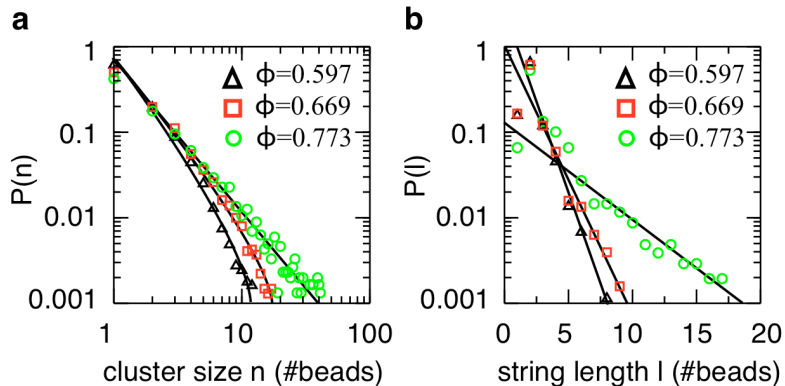 a
1
0.1
0.01
0.001
P(n)
ϕ=0.597
ϕ=0.669
ϕ=0.773
1 10 100
cluster size n (#beads)
b
1
0.1
0.01
0.001
P(l)
ϕ=0.597
ϕ=0.669
ϕ=0.773
0 5 10 15 20
string length l (#beads)